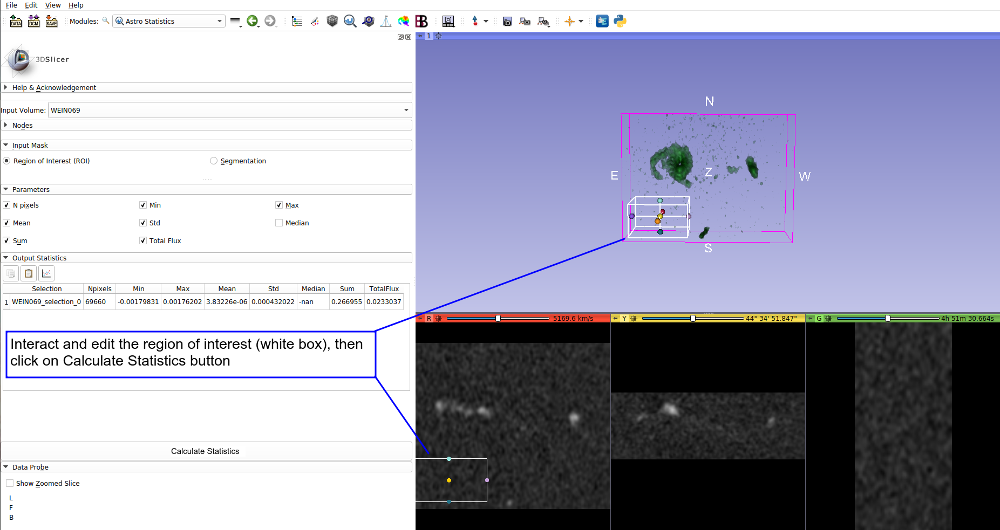 File Edit View Help
DATA DCM SAVE Modules: Astro Statistics
1
3DSlicer
Help & Acknowledgement
Input Volume: WEIN069
Nodes
Input Mask
Region of Interest (ROI) Segmentation
Parameters
N pixels Min Max
Mean Std Median
Sum Total Flux
Output Statistics
Selection Npixels Min Max Mean Std Median Sum TotalFlux
1 WEIN069_selection_0 69660 -0.00179831 0.00176202 3.83226e-06 0.000432022 -nan 0.266955 0.0233037
Interact and edit the region of interest (white box), then
click on Calculate Statistics button
Calculate Statistics
Data Probe
Show Zoomed Slice
L
F
B
N
E Z W
S
R 5169.6 km/s Y 44° 34' 51.847" G 4h 51m 30.664s